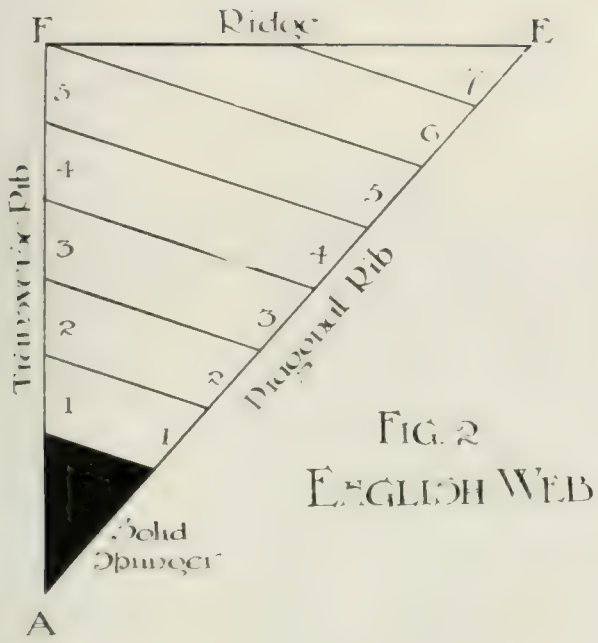 F Ridge E
7
5
6
4
5
Transverse Rib
3
4
2
3
Diagonal Rib
2
1
1
FIG. 2
ENGLISH WEB
Solid
Springer
A